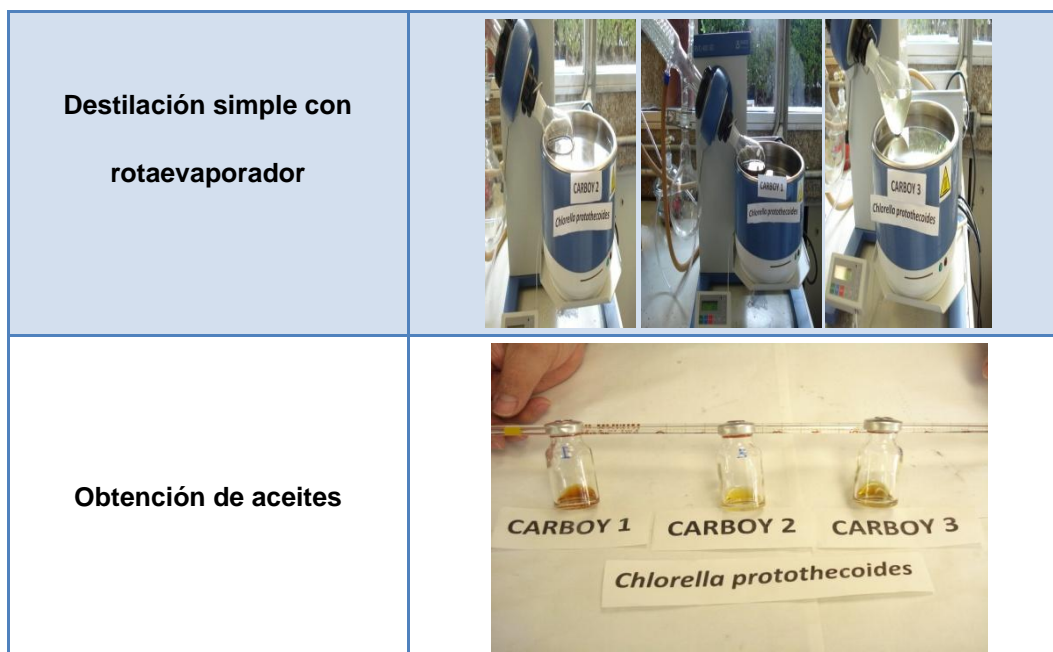 Destilación simple con
rotaevaporador
CARBOY 2
Chlorella protothecoides
CARBOY 1
Chlorella protothecoides
CARBOY 3
Chlorella protothecoides
Obtención de aceites
CARBOY 1
CARBOY 2
CARBOY 3
Chlorella protothecoides